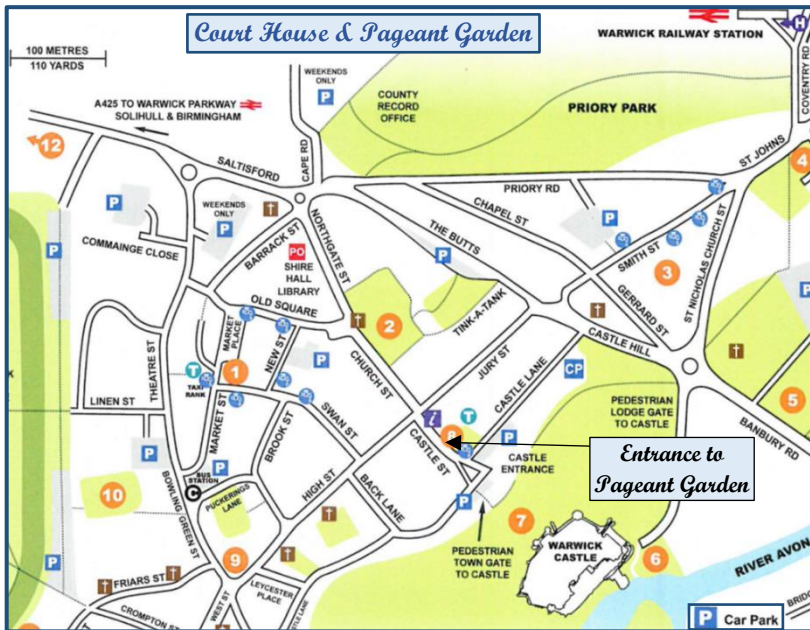 Court House & Pageant Garden
100 METRES
110 YARDS
WEEKENDS
ONLY
P
WARWICK RAILWAY STATION
H
COVENTRY RD
A425 TO WARWICK PARKWAY
SOLIHULL & BIRMINGHAM
COUNTY
RECORD
OFFICE
PRIORY PARK
12
SALTISFORD
CAPE RD
ST JOHNS
4
PRIORY RD
P
WEEKENDS
ONLY
P
COMMAINGE CLOSE
BARRACK ST
NORTHGATE ST
THE BUTTS
CHAPEL ST
P
SMITH ST
ST NICHOLAS CHURCH ST
3
P
P
PO
SHIRE
HALL
LIBRARY
P
OLD SQUARE
2
TINK-A-TANK
GERRARD ST
P
CASTLE HILL
THEATRE ST
MARKET
PLACE
NEW ST
P
CHURCH ST
JURY ST
CASTLE LANE
T
TAXI
RANK
1
CP
LINEN ST
MARKET ST
BROOK ST
SWAN ST
i
T
8
PEDESTRIAN
LODGE GATE
TO CASTLE
5
BANBURY RD
P
P
BUS
STATION
C
CASTLE ST
P
CASTLE
ENTRANCE
Entrance to
Pageant Garden
10
BOWLING GREEN ST
PUCKERINGS
LANE
HIGH ST
BACK LANE
P
7
9
PEDESTRIAN
TOWN GATE
TO CASTLE
WARWICK
CASTLE
6
RIVER AVON
P
FRIARS ST
CROMPTON ST
WEST ST
LEYCESTER
PLACE
P Car Park